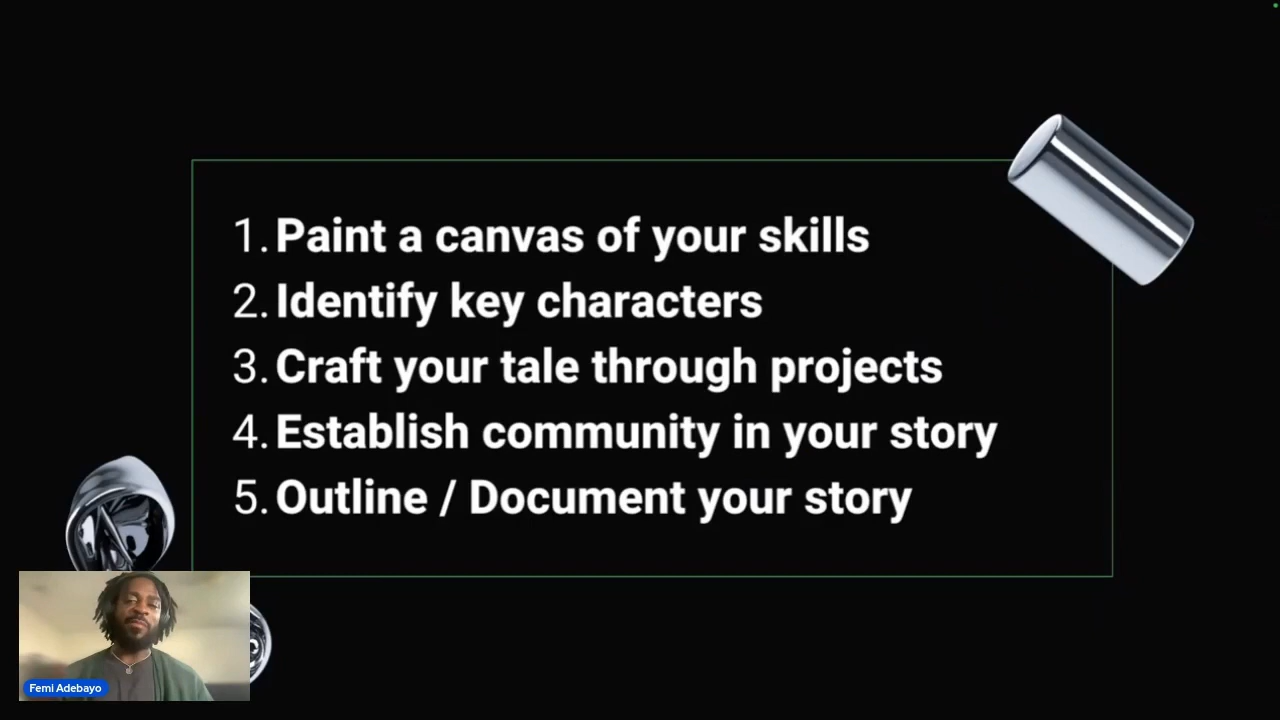 1. Paint a canvas of your skills
2. Identify key characters
3. Craft your tale through projects
4. Establish community in your story
5. Outline / Document your story
Femi Adebayo